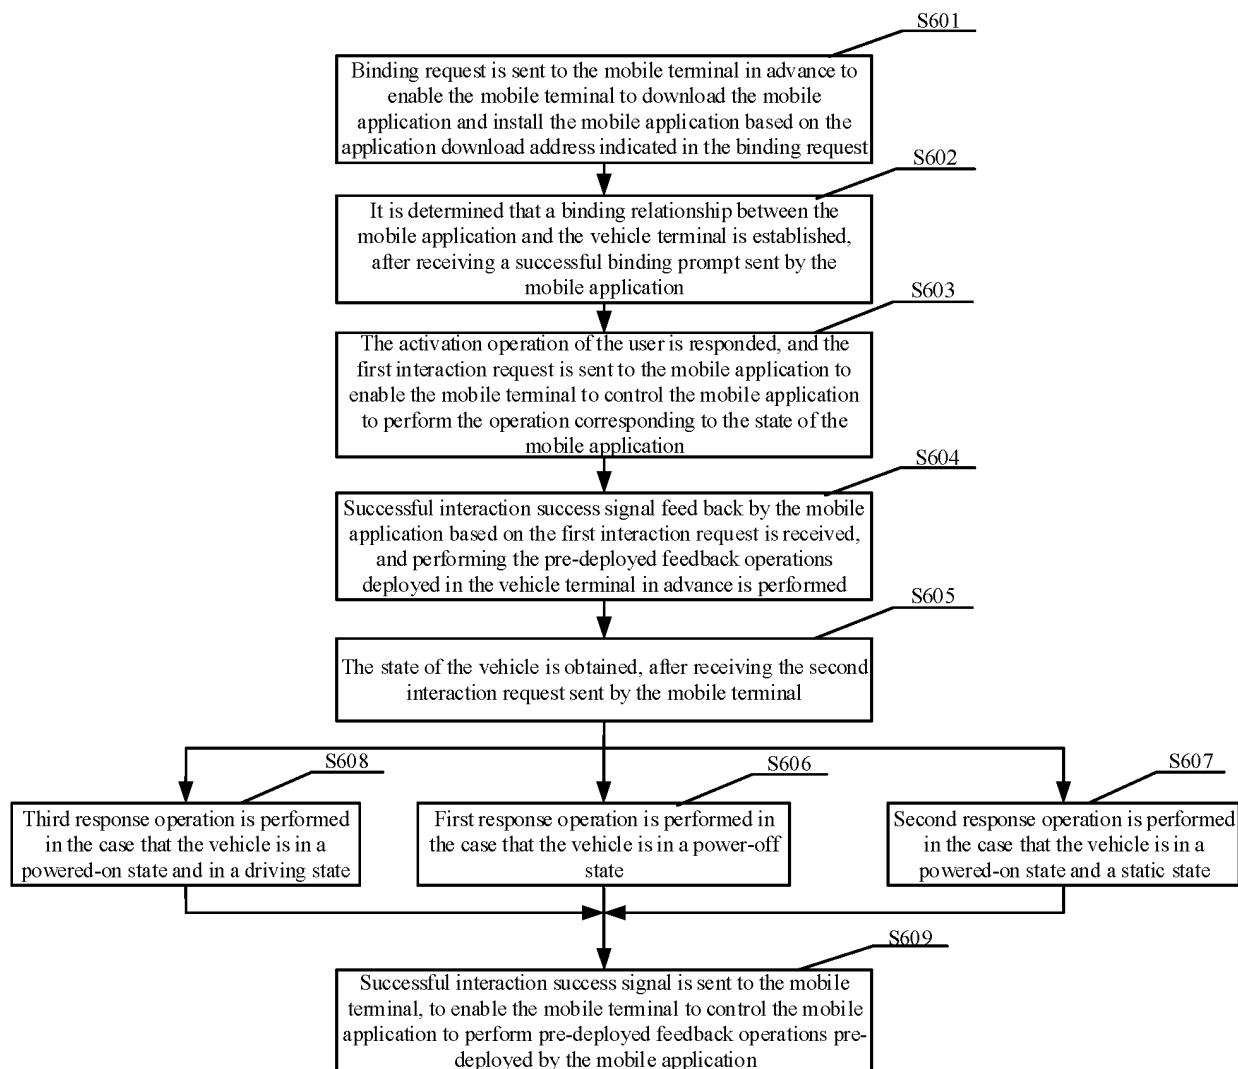 S601
Binding request is sent to the mobile terminal in advance to
enable the mobile terminal to download the mobile
application and install the mobile application based on the
application download address indicated in the binding request
S602
It is determined that a binding relationship between the
mobile application and the vehicle terminal is established,
after receiving a successful binding prompt sent by the
mobile application
S603
The activation operation of the user is responded, and the
first interaction request is sent to the mobile application to
enable the mobile terminal to control the mobile application
to perform the operation corresponding to the state of the
mobile application
S604
Successful interaction success signal feed back by the mobile
application based on the first interaction request is received,
and performing the pre-deployed feedback operations
deployed in the vehicle terminal in advance is performed
S605
The state of the vehicle is obtained, after receiving the second
interaction request sent by the mobile terminal
S608
Third response operation is performed
in the case that the vehicle is in a
powered-on state and in a driving state
S606
First response operation is performed in
the case that the vehicle is in a power-off
state
S607
Second response operation is performed
in the case that the vehicle is in a
powered-on state and a static state
S609
Successful interaction success signal is sent to the mobile
terminal, to enable the mobile terminal to control the mobile
application to perform pre-deployed feedback operations pre-
deployed by the mobile application